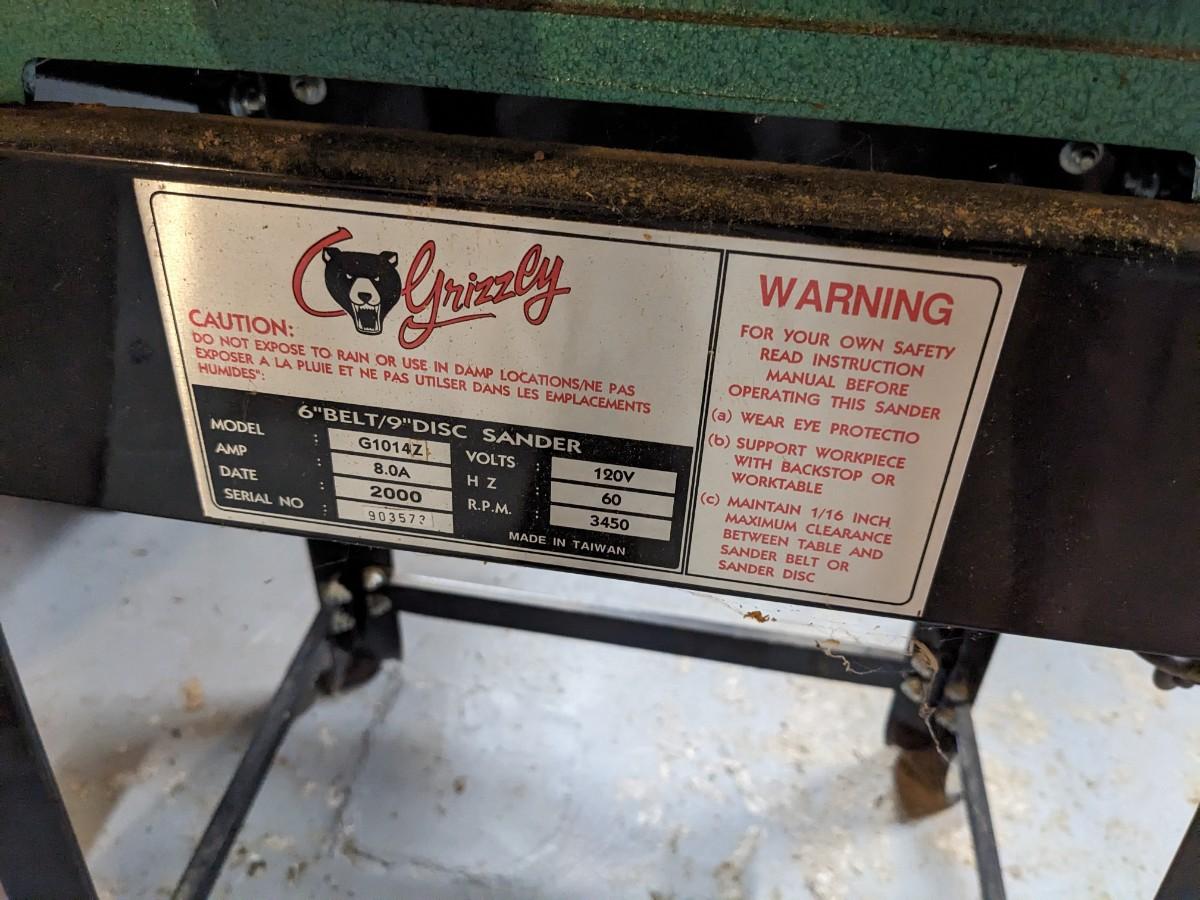 Grizzly
CAUTION:
DO NOT EXPOSE TO RAIN OR USE IN DAMP LOCATIONS/NE PAS
EXPOSER A LA PLUIE ET NE PAS UTILSER DANS LES EMPLACEMENTS
HUMIDES":
6"BELT/9"DISC SANDER
MODEL : G1014Z
AMP : 8.0A
DATE : 2000
SERIAL NO :
VOLTS : 120V
H Z : 60
R.P.M. : 3450
MADE IN TAIWAN
WARNING
FOR YOUR OWN SAFETY
READ INSTRUCTION
MANUAL BEFORE
OPERATING THIS SANDER
(a) WEAR EYE PROTECTIO
(b) SUPPORT WORKPIECE
WITH BACKSTOP OR
WORKTABLE
(c) MAINTAIN 1/16 INCH
MAXIMUM CLEARANCE
BETWEEN TABLE AND
SANDER BELT OR
SANDER DISC